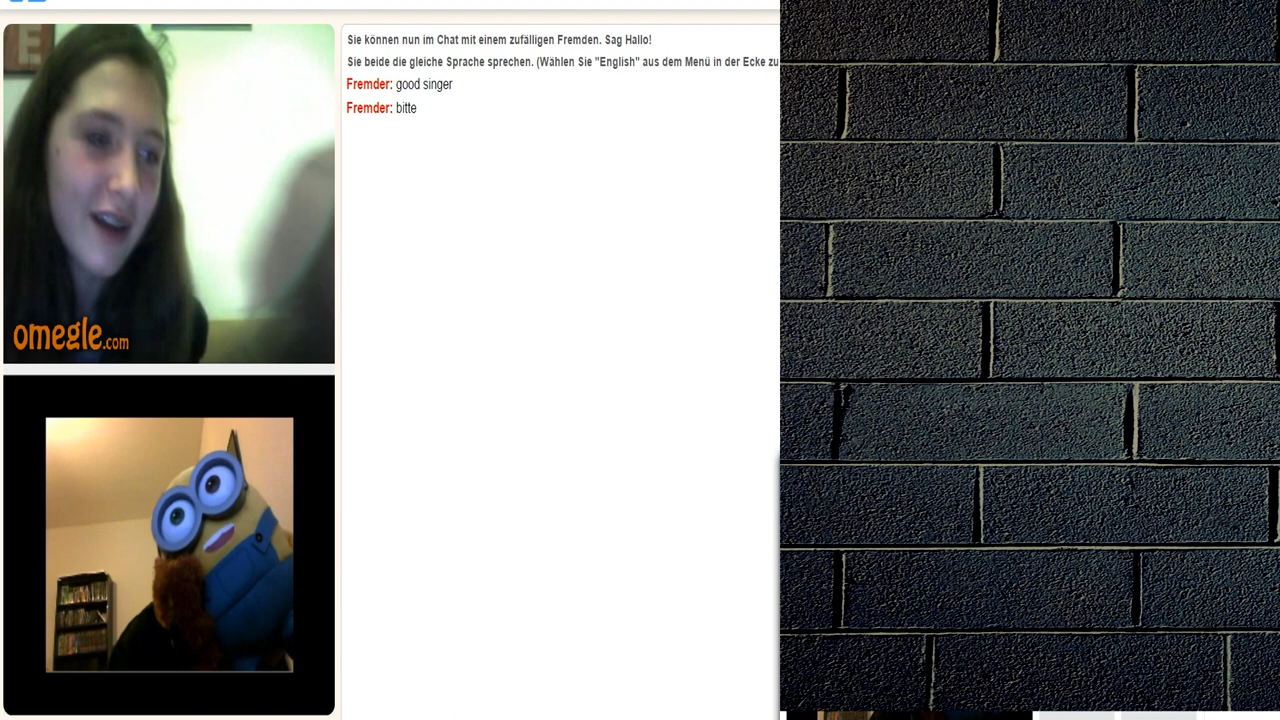 E
Sie können nun im Chat mit einem zufälligen Fremden. Sag Hallo!
Sie beide die gleiche Sprache sprechen. (Wählen Sie "English" aus dem Menü in der Ecke zu
Fremder: good singer
Fremder: bitte
omegle.com